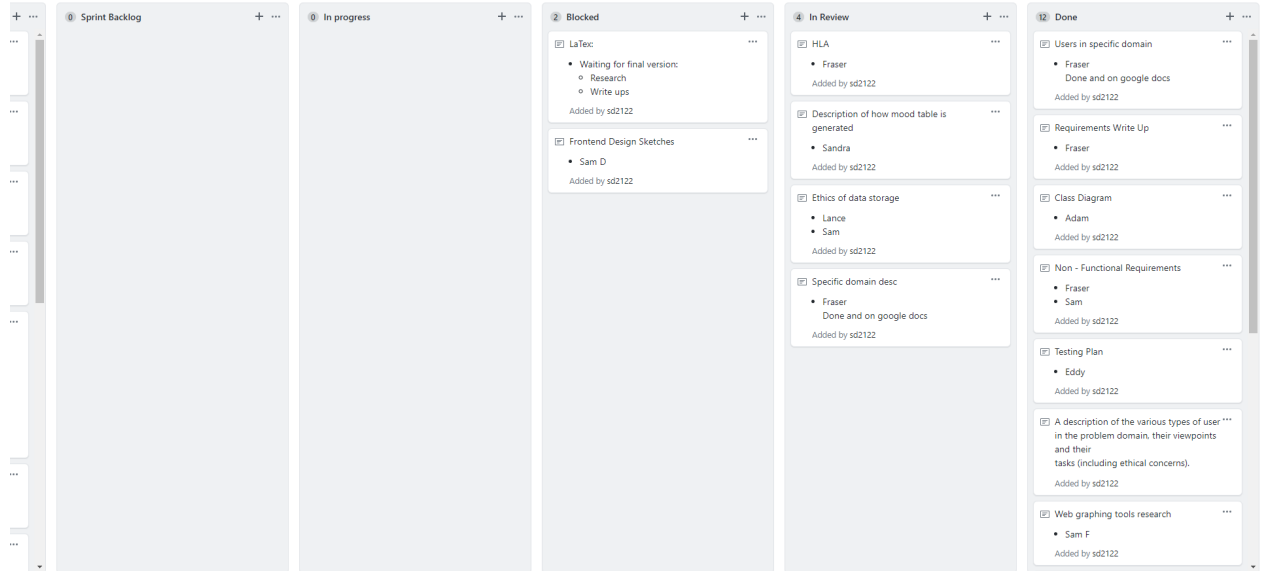 0 Sprint Backlog
0 In progress
2 Blocked
LaTex:
Waiting for final version:
Research
Write ups
Added by sd2122
Frontend Design Sketches
Sam D
Added by sd2122
4 In Review
HLA
Fraser
Added by sd2122
Description of how mood table is
generated
Sandra
Added by sd2122
Ethics of data storage
Lance
Sam
Added by sd2122
Specific domain desc
Fraser
Done and on google docs
Added by sd2122
12 Done
Users in specific domain
Fraser
Done and on google docs
Added by sd2122
Requirements Write Up
Fraser
Added by sd2122
Class Diagram
Adam
Added by sd2122
Non - Functional Requirements
Fraser
Sam
Added by sd2122
Testing Plan
Eddy
Added by sd2122
A description of the various types of user
in the problem domain, their viewpoints
and their
tasks (including ethical concerns).
Added by sd2122
Web graphing tools research
Sam F
Added by sd2122